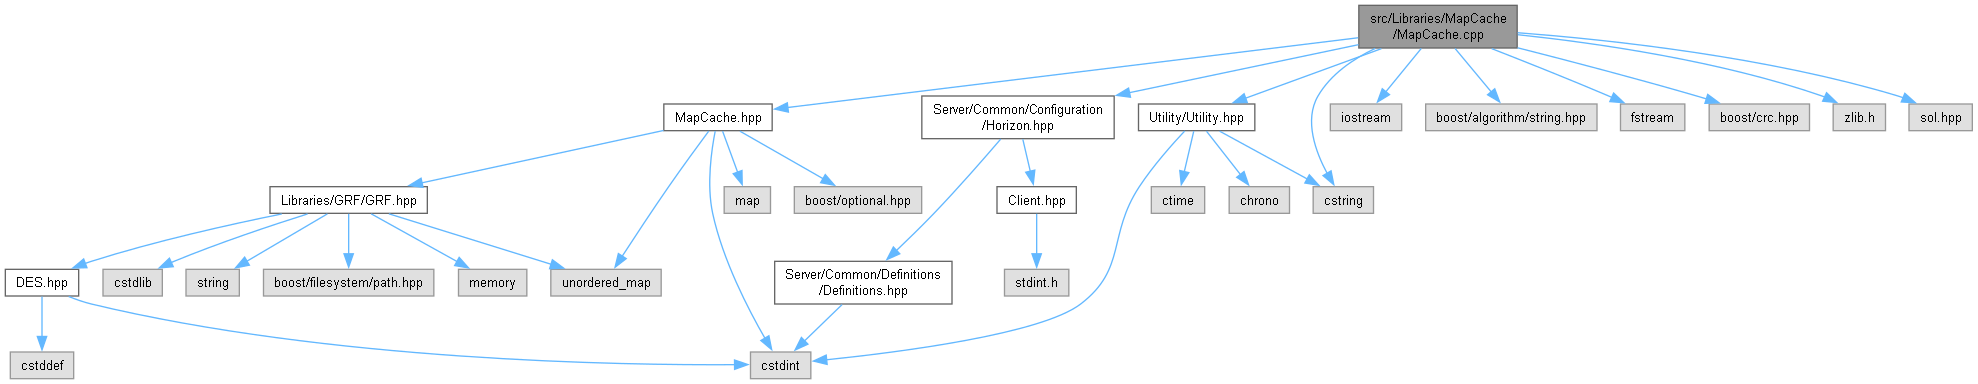 src/Libraries/MapCache
/MapCache.cpp
MapCache.hpp
Server/Common/Configuration
/Horizon.hpp
Utility/Utility.hpp
iostream
boost/algorithm/string.hpp
fstream
boost/crc.hpp
zlib.h
sol.hpp
Libraries/GRF/GRF.hpp
map
boost/optional.hpp
Client.hpp
ctime
chrono
cstring
DES.hpp
cstdlib
string
boost/filesystem/path.hpp
memory
unordered_map
Server/Common/Definitions
/Definitions.hpp
stdint.h
cstddef
cstdint